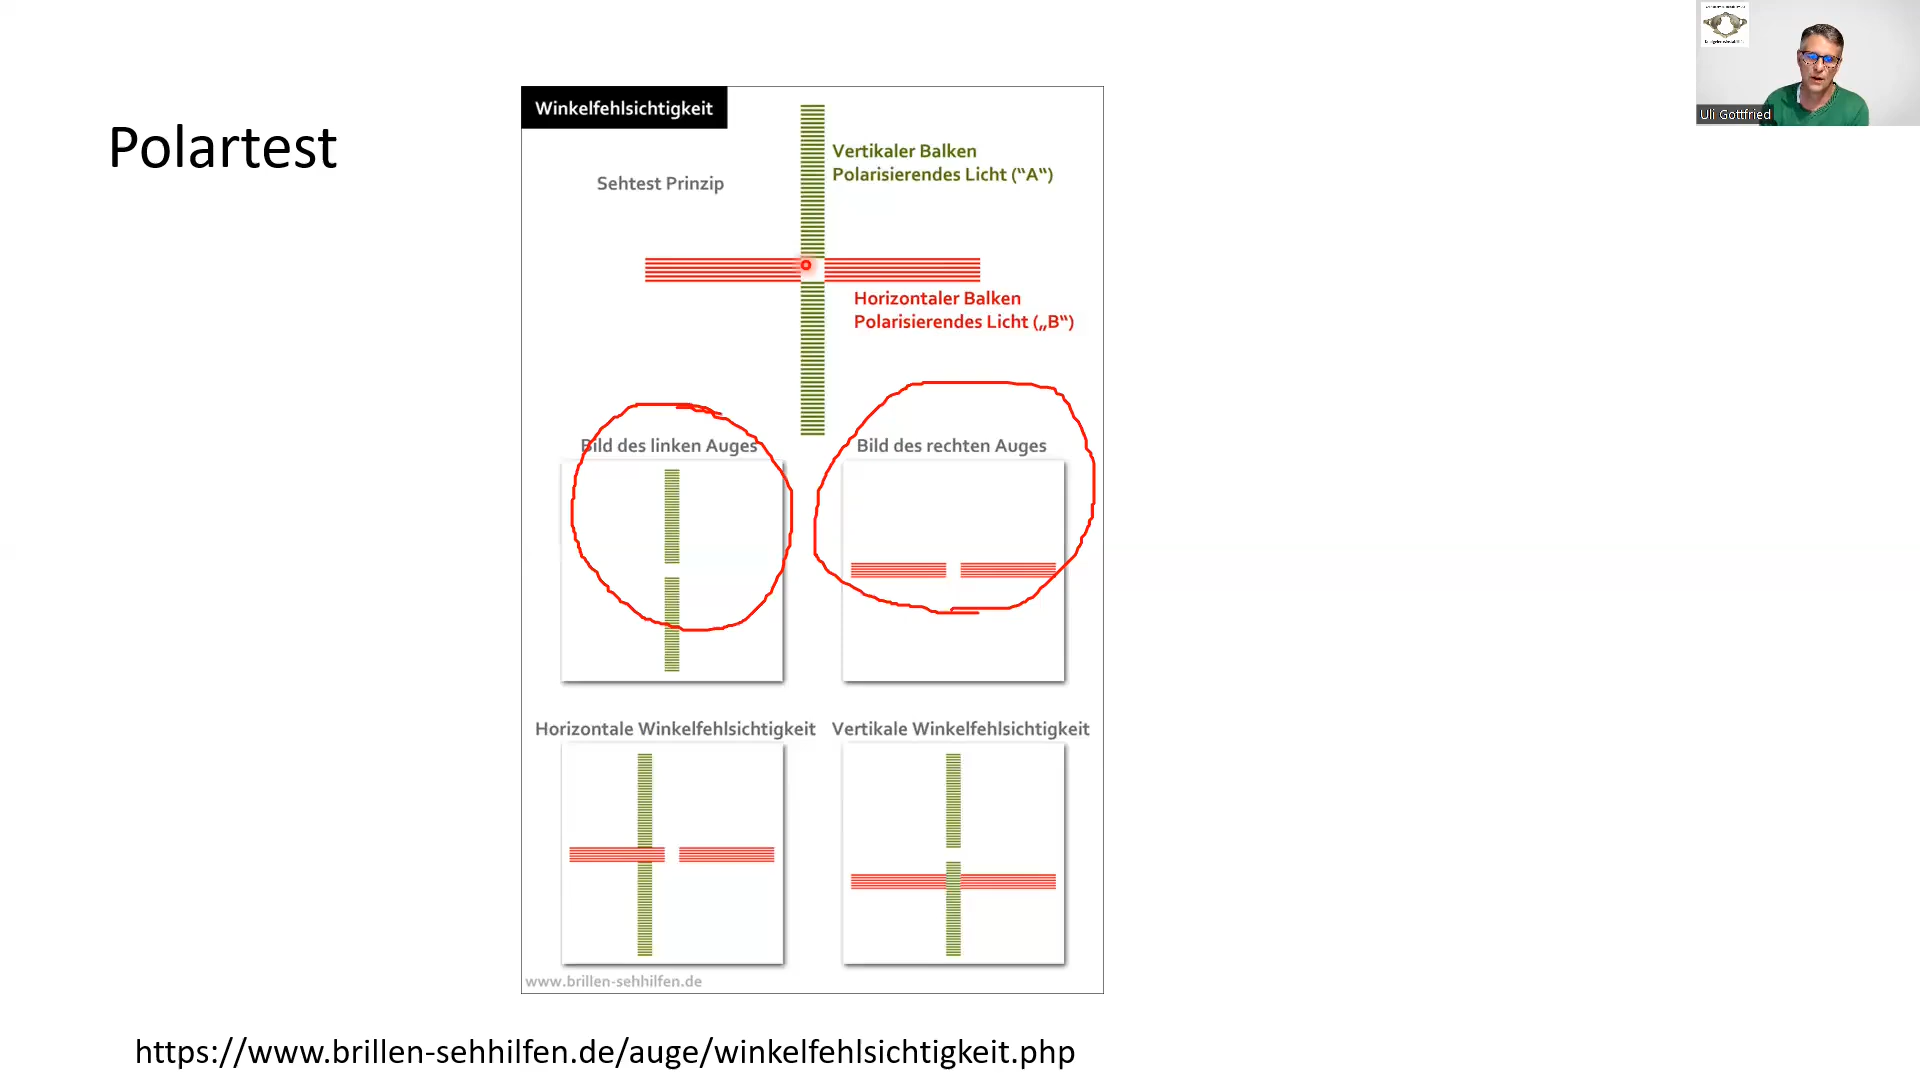 Uli Gottfried
Polartest
Winkelfehlsichtigkeit
Sehtest Prinzip
Vertikaler Balken
Polarisierendes Licht (“A“)
Horizontaler Balken
Polarisierendes Licht („B“)
Bild des linken Auges
Bild des rechten Auges
Horizontale Winkelfehlsichtigkeit
Vertikale Winkelfehlsichtigkeit
www.brillen-sehhilfen.de
https://www.brillen-sehhilfen.de/auge/winkelfehlsichtigkeit.php